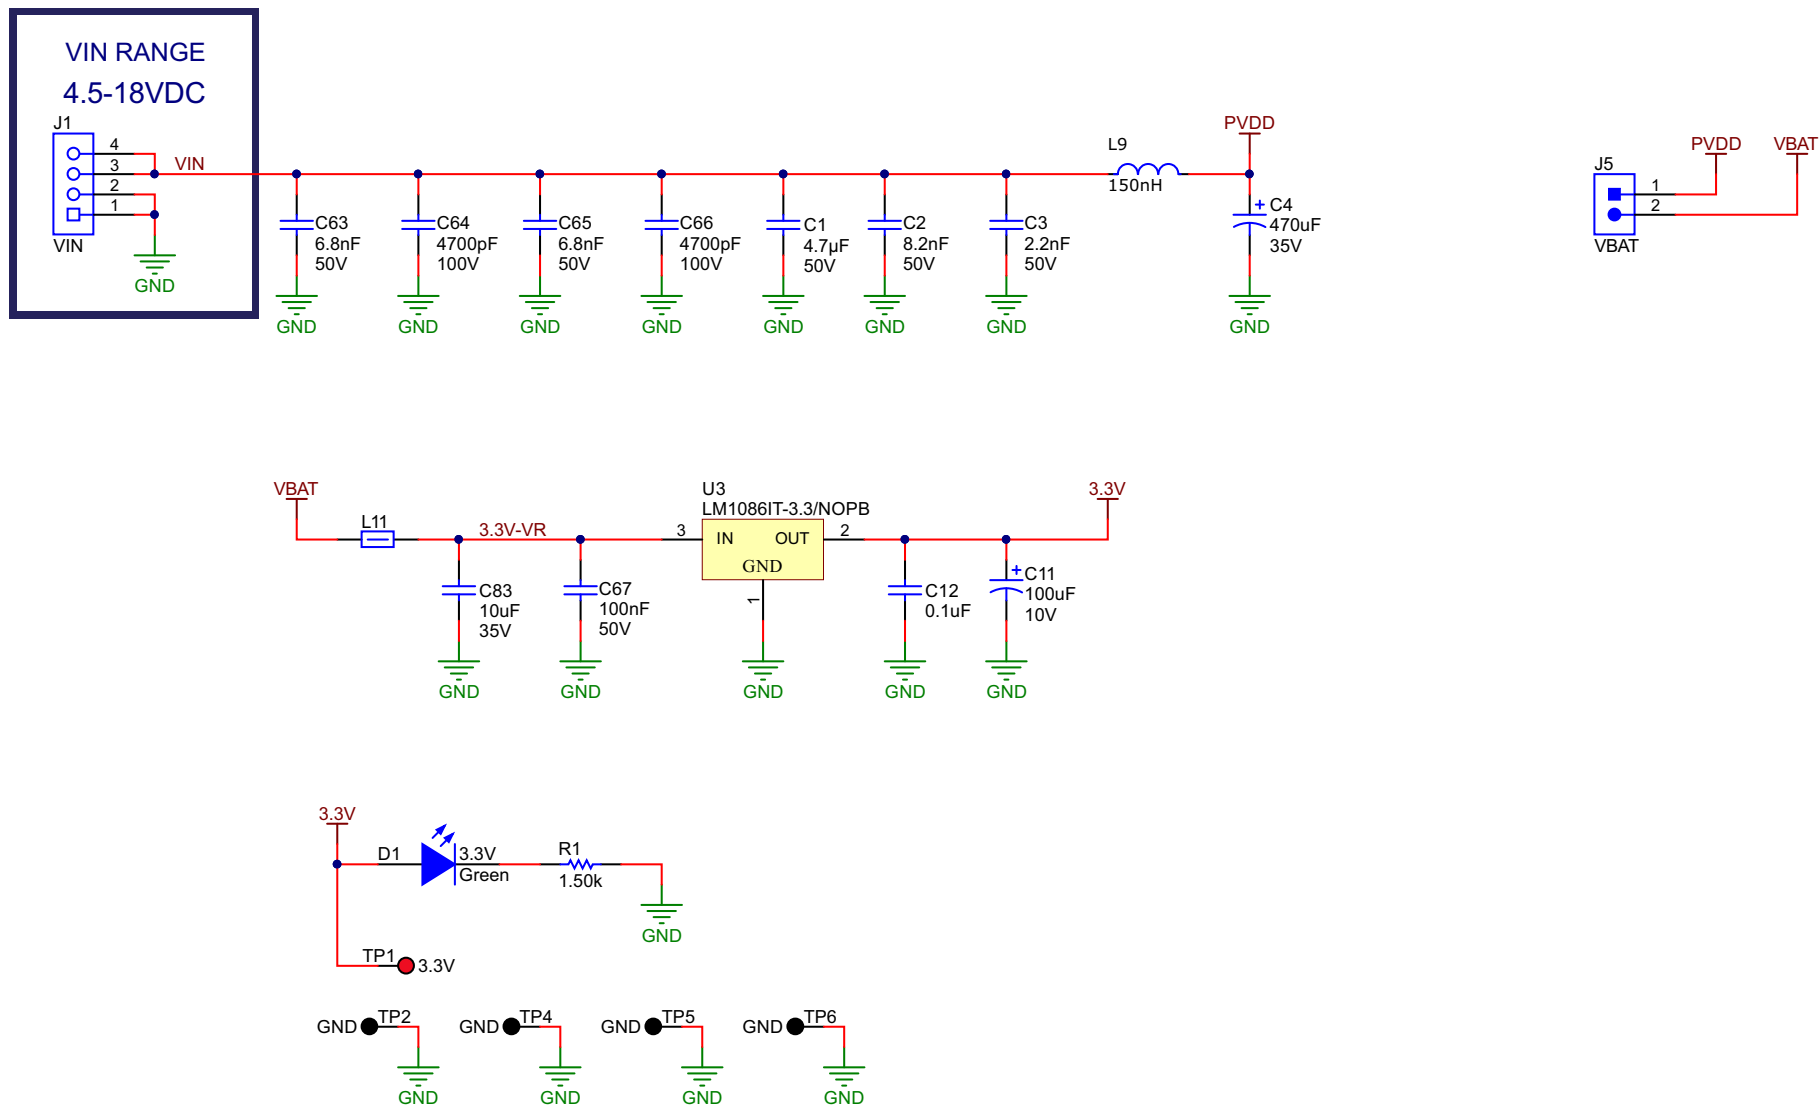 VIN RANGE
4.5-18VDC
J1
4
3
2
1
VIN
VIN
GND
C63
6.8nF
50V
GND
C64
4700pF
100V
GND
C65
6.8nF
50V
GND
C66
4700pF
100V
GND
C1
4.7µF
50V
GND
C2
8.2nF
50V
GND
C3
2.2nF
50V
GND
L9
150nH
PVDD
+
C4
470uF
35V
GND
J5
PVDD
VBAT
1
2
VBAT
VBAT
L11
3.3V-VR
C83
10uF
35V
GND
C67
100nF
50V
GND
U3
LM1086IT-3.3/NOPB
3
IN
OUT
2
GND
1
GND
C12
0.1uF
GND
+
C11
100uF
10V
GND
3.3V
3.3V
D1
3.3V
Green
R1
1.50k
GND
TP1
3.3V
GND
TP2
GND
GND
TP4
GND
GND
TP5
GND
GND
TP6
GND